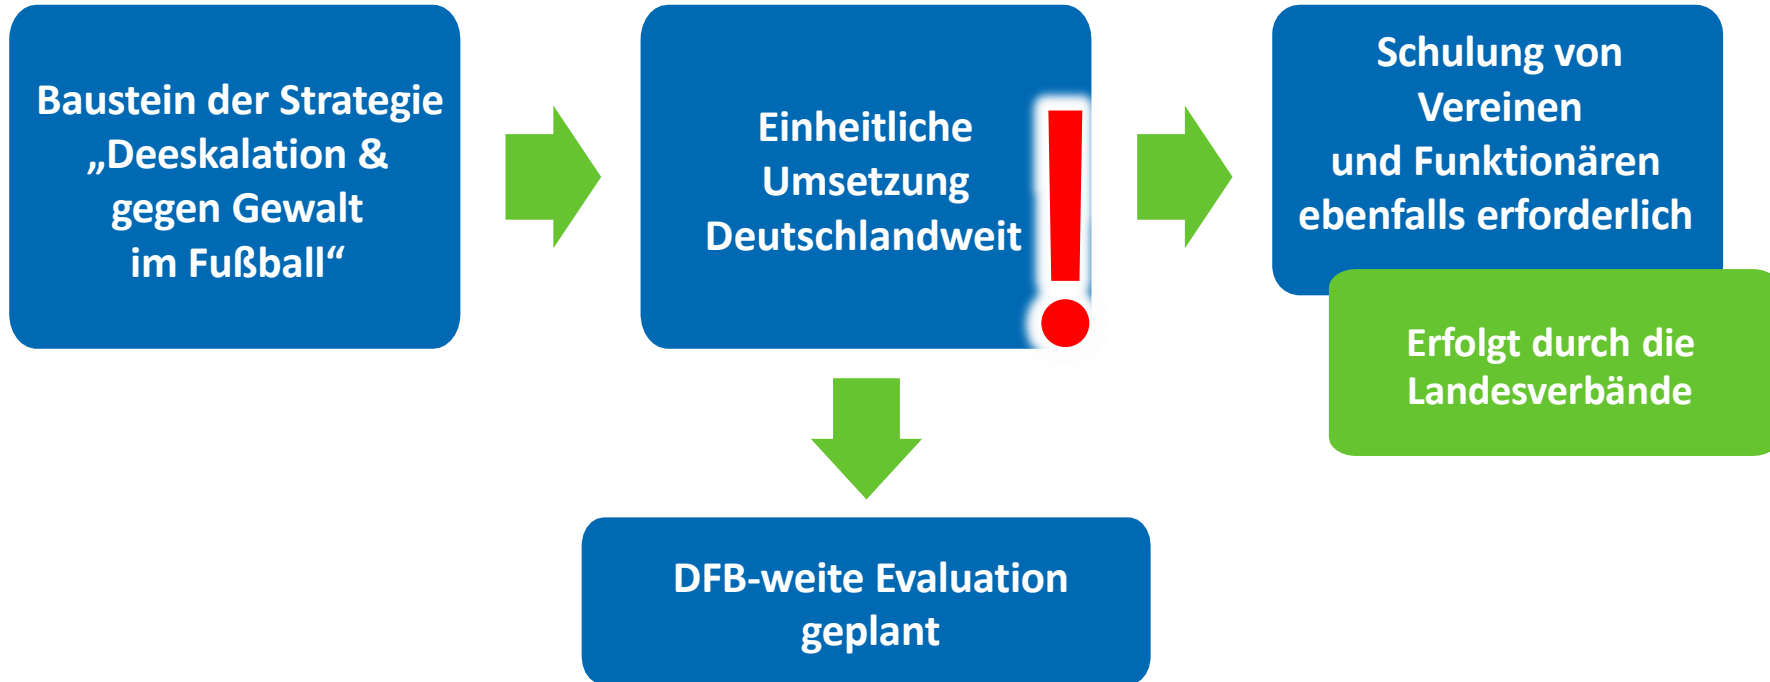 Baustein der Strategie
„Deeskalation &
gegen Gewalt
im Fußball“
Einheitliche
Umsetzung
Deutschlandweit
!
Schulung von
Vereinen
und Funktionären
ebenfalls erforderlich
Erfolgt durch die
Landesverbände
DFB-weite Evaluation
geplant